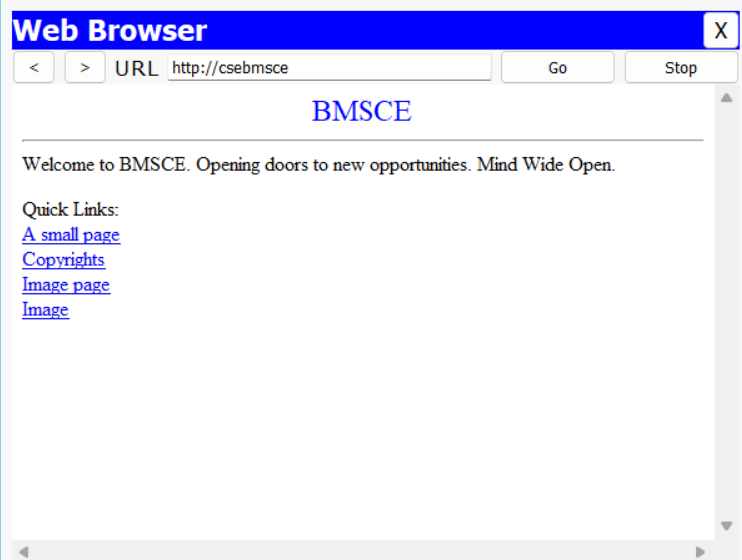 Web Browser X
< > URL http://csebmsce Go Stop
BMSCE
Welcome to BMSCE. Opening doors to new opportunities. Mind Wide Open.
Quick Links:
A small page
Copyrights
Image page
Image